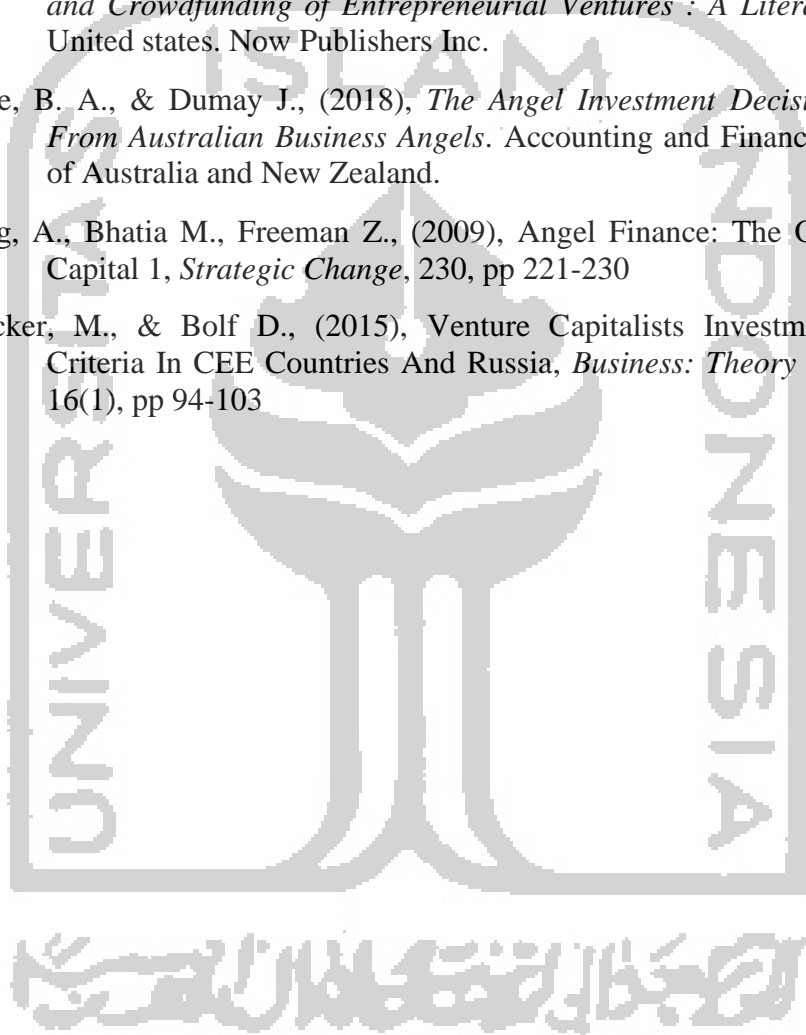 and Crowdfunding of Entrepreneurial Ventures : A Litera
United states. Now Publishers Inc.
e, B. A., & Dumay J., (2018), The Angel Investment Decisi
From Australian Business Angels. Accounting and Financ
of Australia and New Zealand.
g, A., Bhatia M., Freeman Z., (2009), Angel Finance: The O
Capital 1, Strategic Change, 230, pp 221-230
cker, M., & Bolf D., (2015), Venture Capitalists Investm
Criteria In CEE Countries And Russia, Business: Theory
16(1), pp 94-103
UNIVERSITAS
ISLAM
INDONESIA